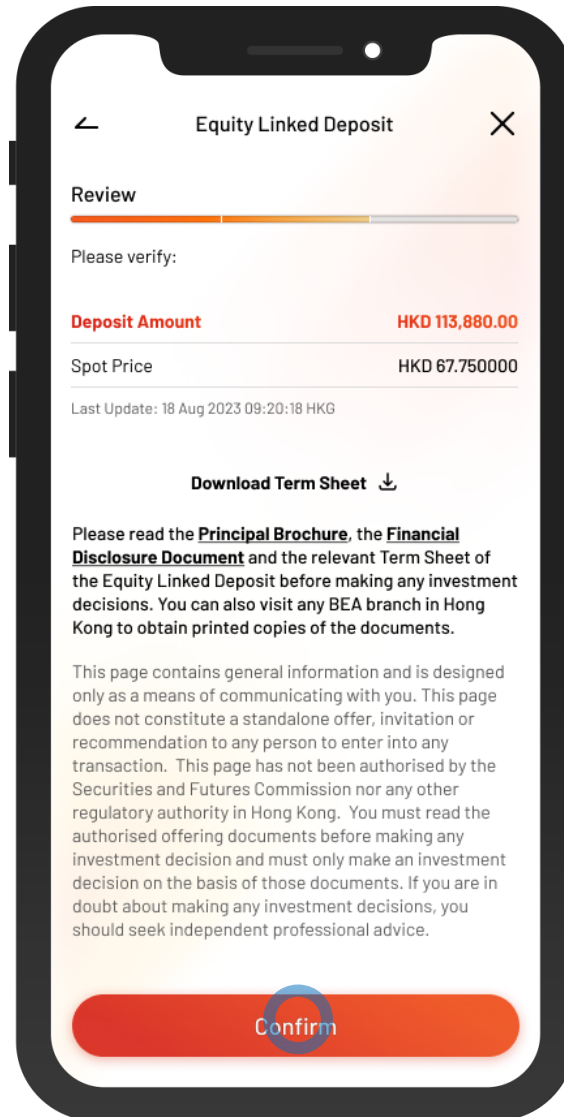 Equity Linked Deposit
Review
Please verify:
Deposit Amount HKD 113,880.00
Spot Price HKD 67.750000
Last Update: 18 Aug 2023 09:20:18 HKG
Download Term Sheet
Please read the Principal Brochure, the Financial
Disclosure Document and the relevant Term Sheet of
the Equity Linked Deposit before making any investment
decisions. You can also visit any BEA branch in Hong
Kong to obtain printed copies of the documents.
This page contains general information and is designed
only as a means of communicating with you. This page
does not constitute a standalone offer, invitation or
recommendation to any person to enter into any
transaction.  This page has not been authorised by the
Securities and Futures Commission nor any other
regulatory authority in Hong Kong.  You must read the
authorised offering documents before making any
investment decision and must only make an investment
decision on the basis of those documents. If you are in
doubt about making any investment decisions, you
should seek independent professional advice.
Confirm